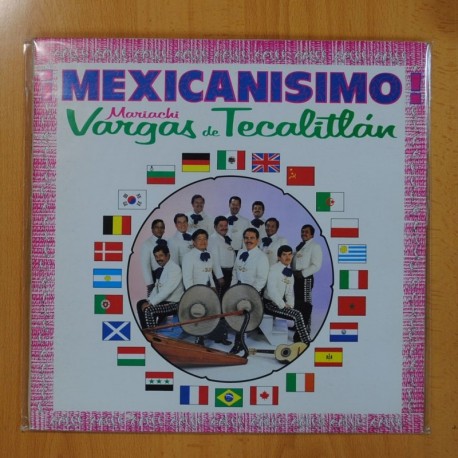 ¡MEXICANISIMO!
Mariachi
Vargas de Tecalitlán